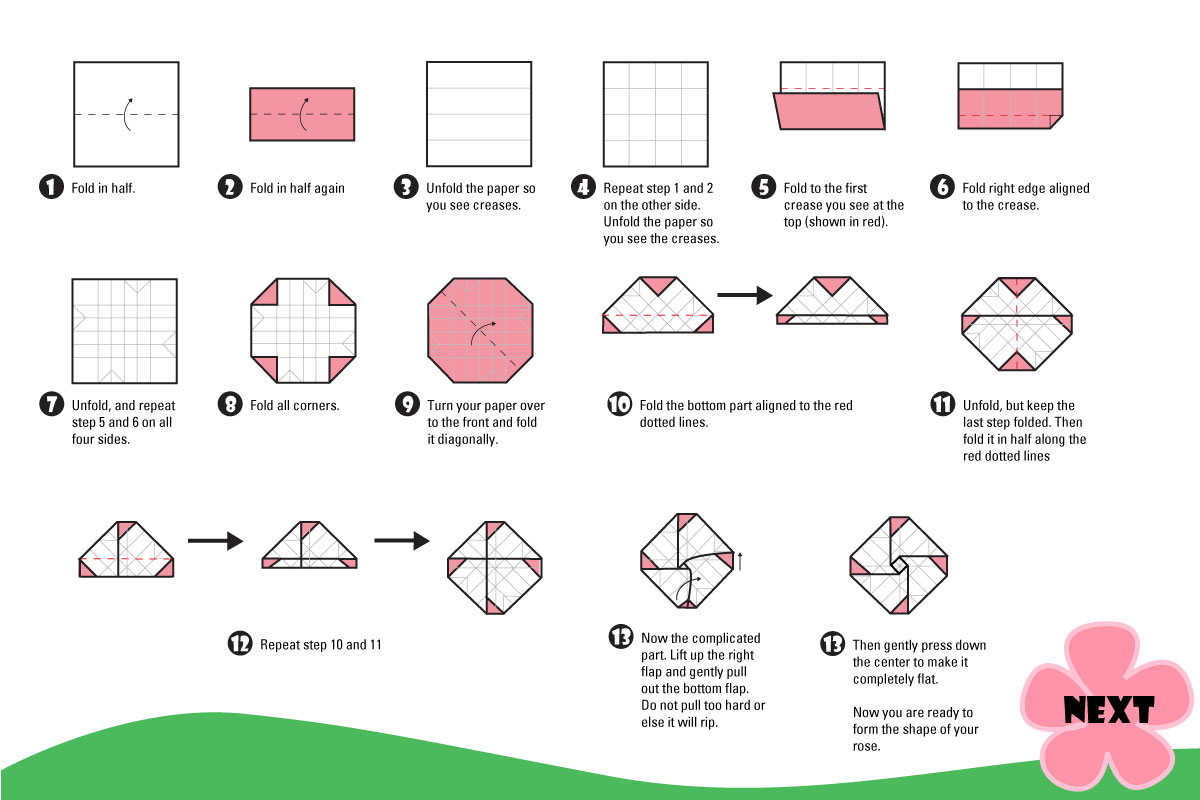 1 Fold in half.
2 Fold in half again
3 Unfold the paper so
you see creases.
4 Repeat step 1 and 2
on the other side.
Unfold the paper so
you see the creases.
5 Fold to the first
crease you see at the
top (shown in red).
6 Fold right edge aligned
to the crease.
7 Unfold, and repeat
step 5 and 6 on all
four sides.
8 Fold all corners.
9 Turn your paper over
to the front and fold
it diagonally.
10 Fold the bottom part aligned to the red
dotted lines.
11 Unfold, but keep the
last step folded. Then
fold it in half along the
red dotted lines
12 Repeat step 10 and 11
13 Now the complicated
part. Lift up the right
flap and gently pull
out the bottom flap.
Do not pull too hard or
else it will rip.
13 Then gently press down
the center to make it
completely flat.
Now you are ready to
form the shape of your
rose.
NEXT